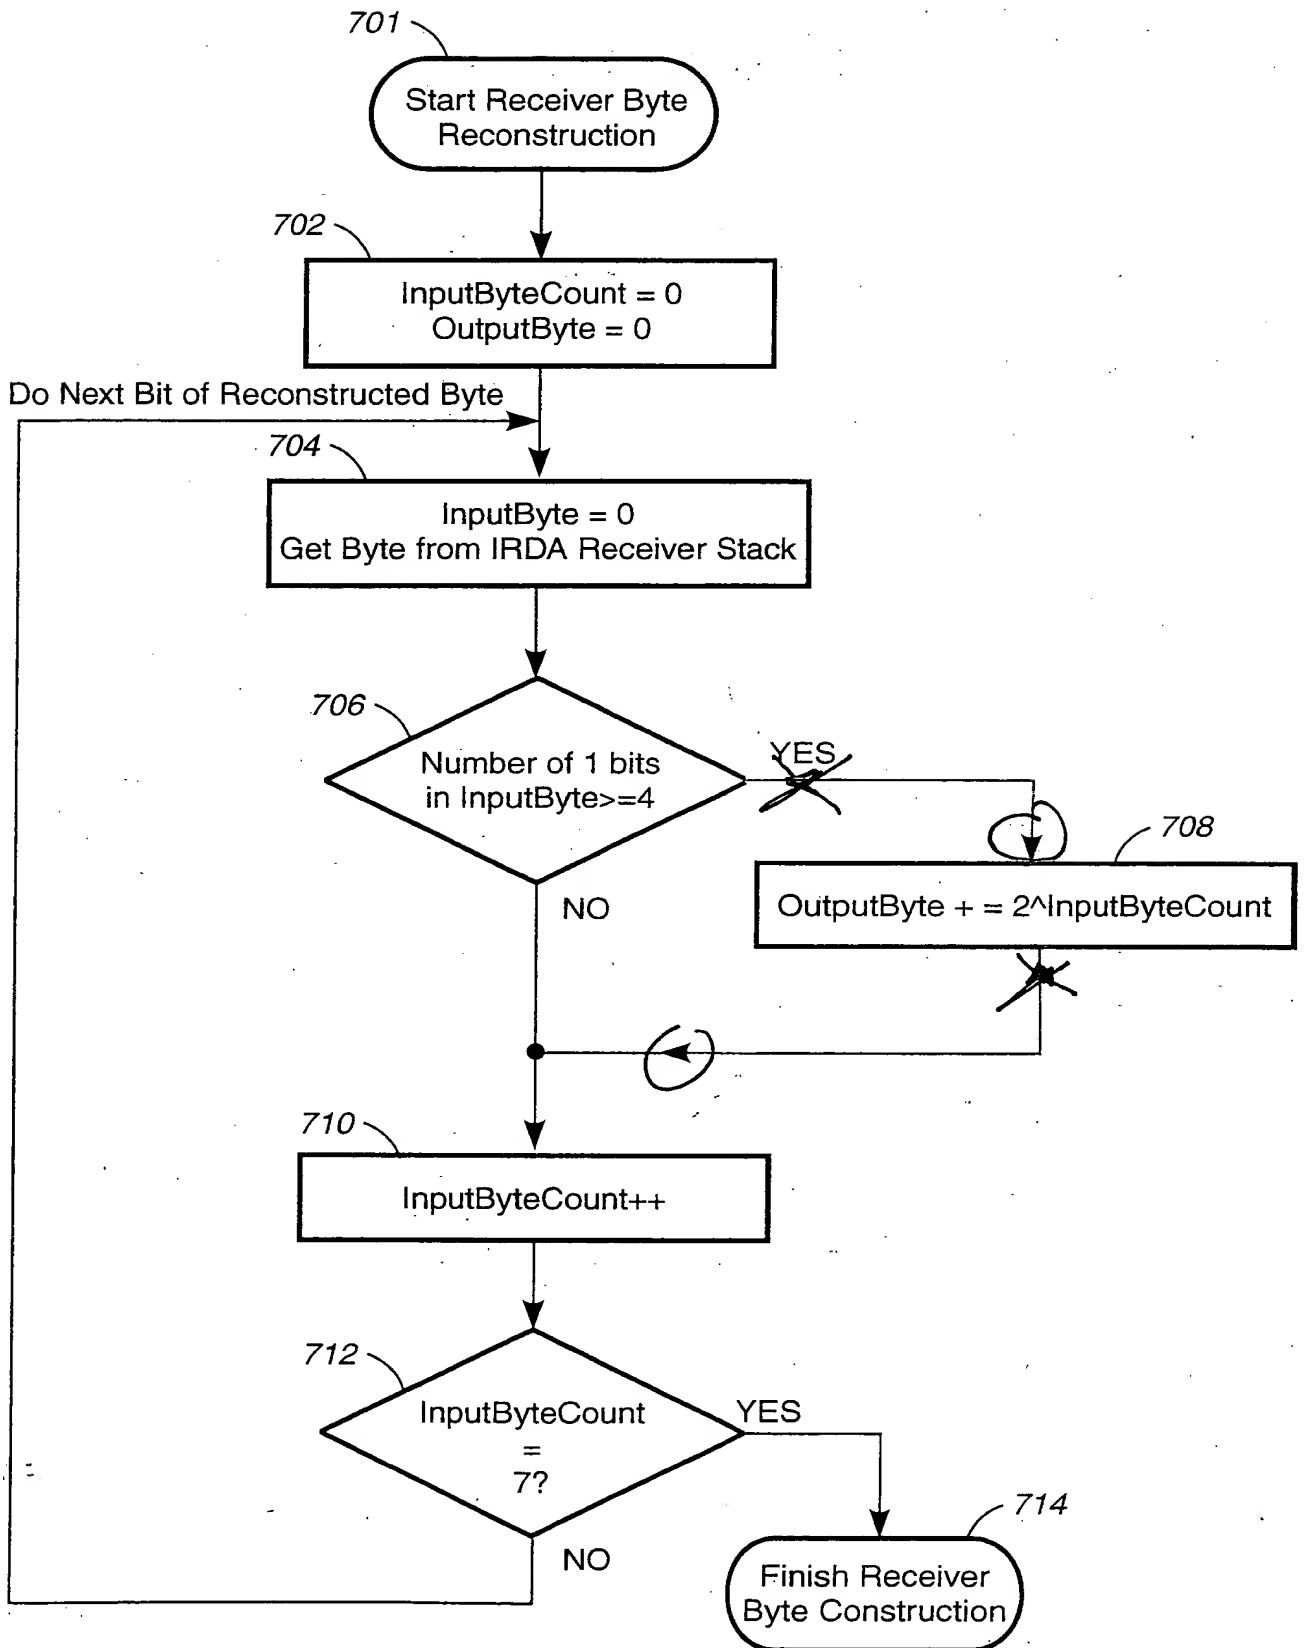 701
Start Receiver Byte
Reconstruction
702
InputByteCount = 0
OutputByte = 0
Do Next Bit of Reconstructed Byte
704
InputByte = 0
Get Byte from IRDA Receiver Stack
706
Number of 1 bits
in InputByte>=4
YES
708
OutputByte + = 2^InputByteCount
NO
710
InputByteCount++
712
InputByteCount
=
7?
YES
714
NO
Finish Receiver
Byte Construction